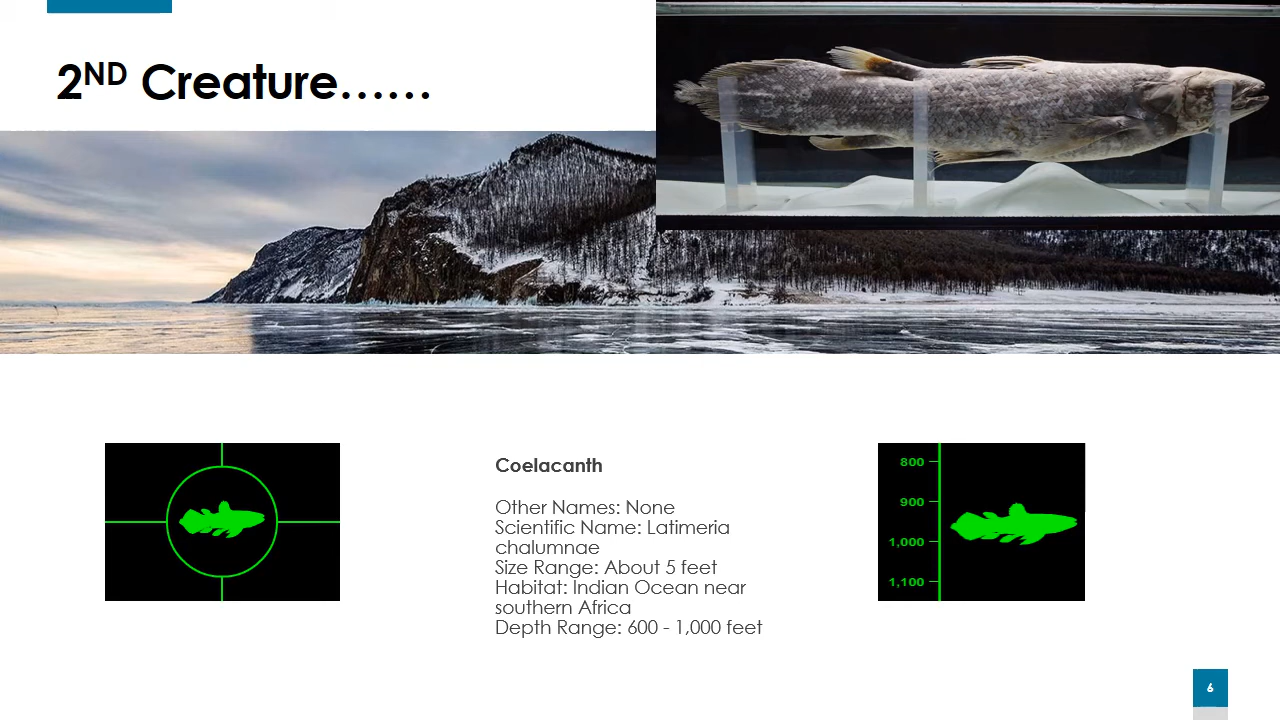 2ND Creature……
Coelacanth
Other Names: None
Scientific Name: Latimeria
chalumnae
Size Range: About 5 feet
Habitat: Indian Ocean near
southern Africa
Depth Range: 600 - 1,000 feet
800
900
1,000
1,100
6